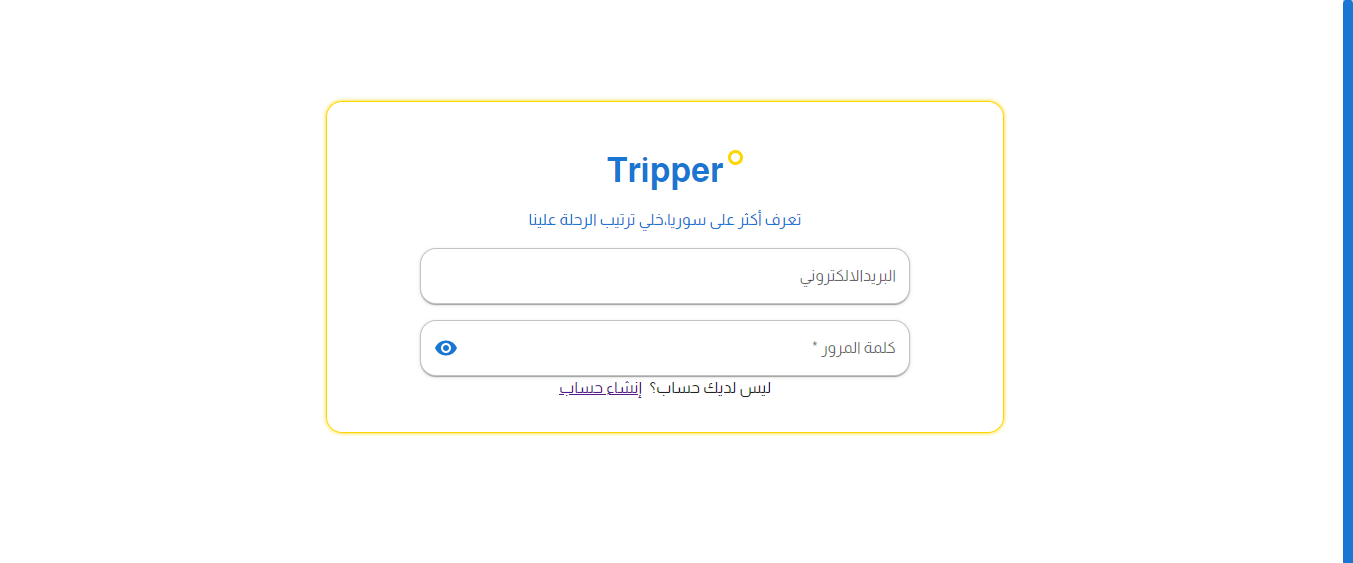 Tripper
تعرف أكثر على سوريا،خلي ترتيب الرحلة علينا
البريدالالكتروني
كلمة المرور *
ليس لديك حساب؟ إنشاء حساب